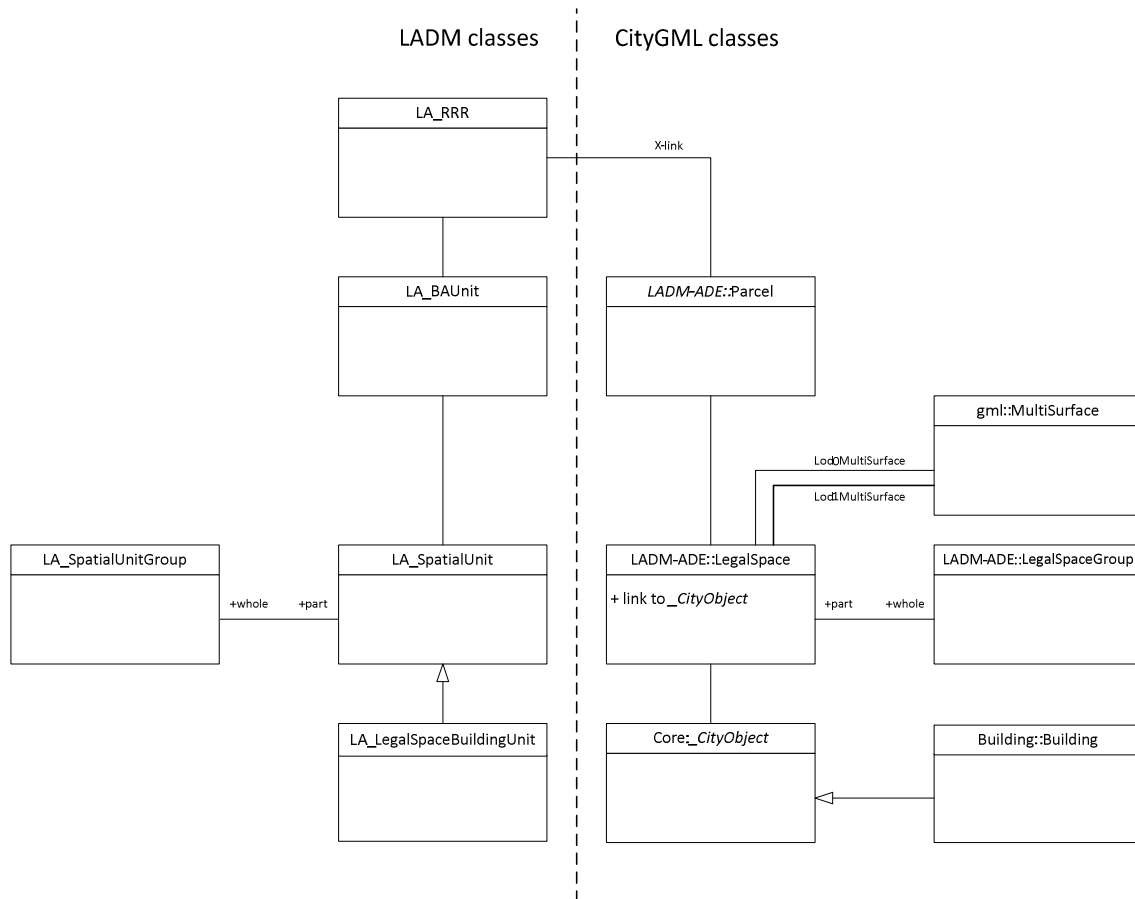 LADM classes
CityGML classes
LA_RRR
X-link
LA_BAUnit
LADM-ADE::Parcel
gml::MultiSurface
Lod0MultiSurface
Lod1MultiSurface
LA_SpatialUnitGroup
LA_SpatialUnit
LADM-ADE::LegalSpace
LADM-ADE::LegalSpaceGroup
+ link to _CityObject
+whole
+part
+part
+whole
LA_LegalSpaceBuildingUnit
Core:_CityObject
Building::Building